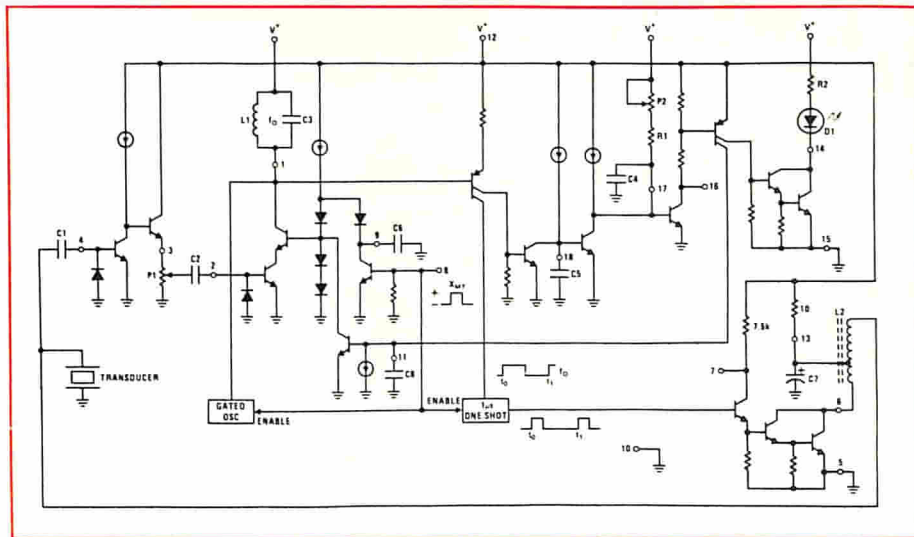 V+
V+
V+
V+
12
R2
P2
L1
f₀
C3
D1
R1
1
14
C4
17
16
C1
4
3
9
C6
18
C5
15
P1
C2
2
8
+
−
XMT
10
L2
7.5k
13
11
C8
7
C7
+
TRANSDUCER
t₀
t₁
f₀
6
GATED
OSC
ENABLE
ENABLE
1μs
ONE SHOT
t₀
t₁
10
5